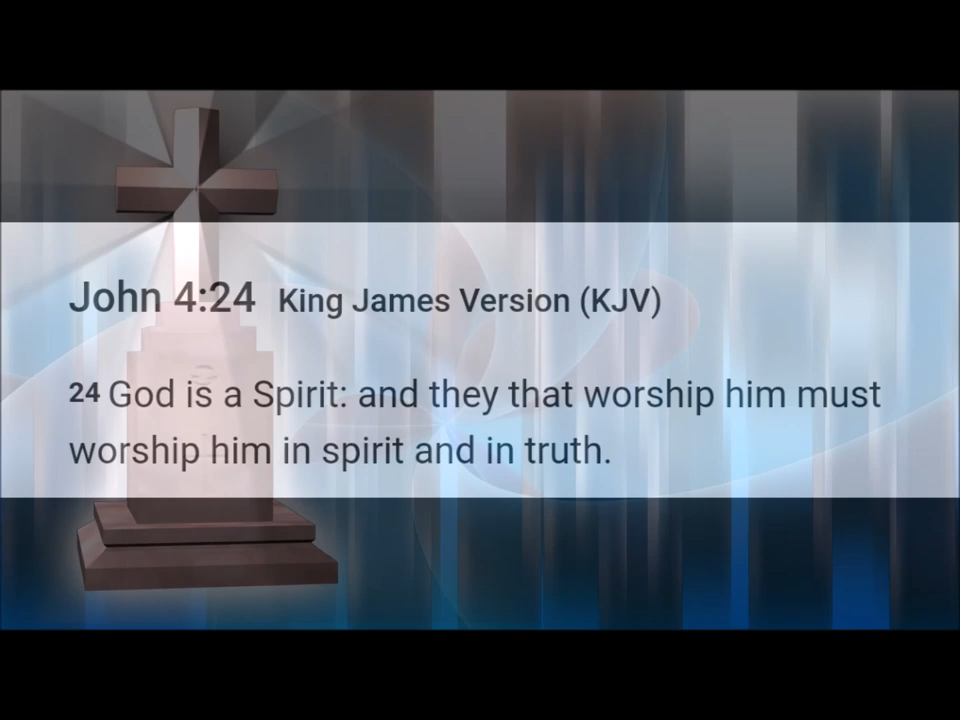 John 4:24 King James Version (KJV)
24 God is a Spirit: and they that worship him must
worship him in spirit and in truth.